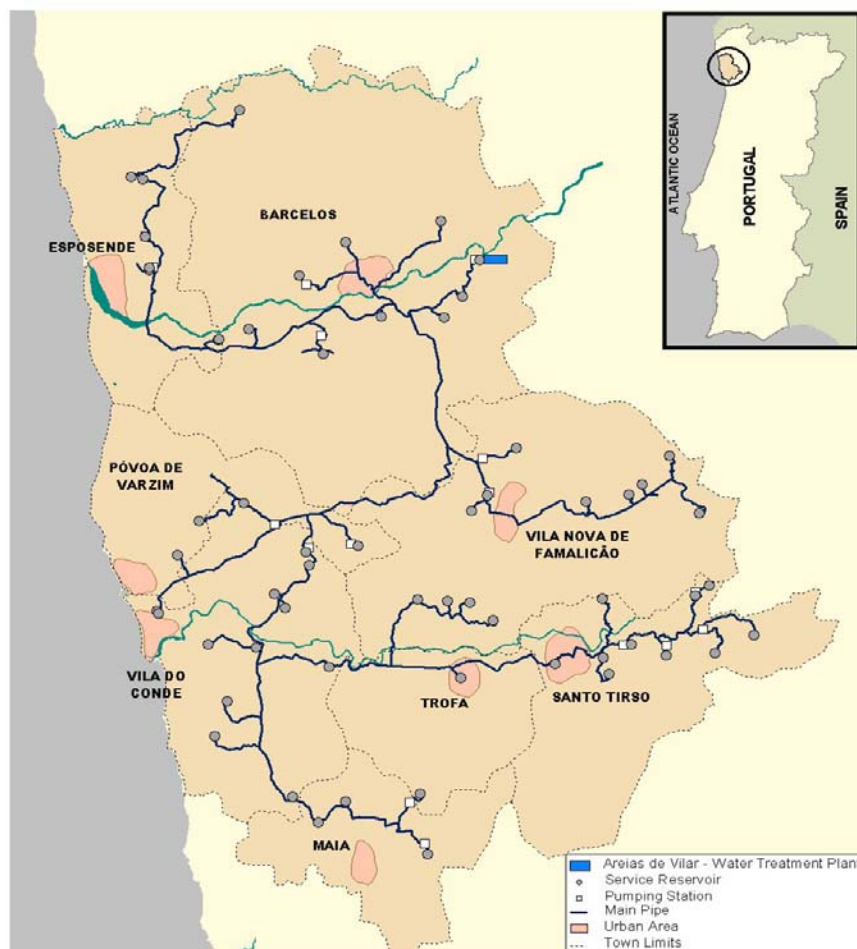 ATLANTIC OCEAN
PORTUGAL
SPAIN
BARCELOS
ESPOSENDE
PÓVOA DE
VARZIM
VILA NOVA DE
FAMALICÃO
VILA DO
CONDE
TROFA
SANTO TIRSO
MAIA
Areias de Vilar - Water Treatment Plant
Service Reservoir
Pumping Station
Main Pipe
Urban Area
Town Limits